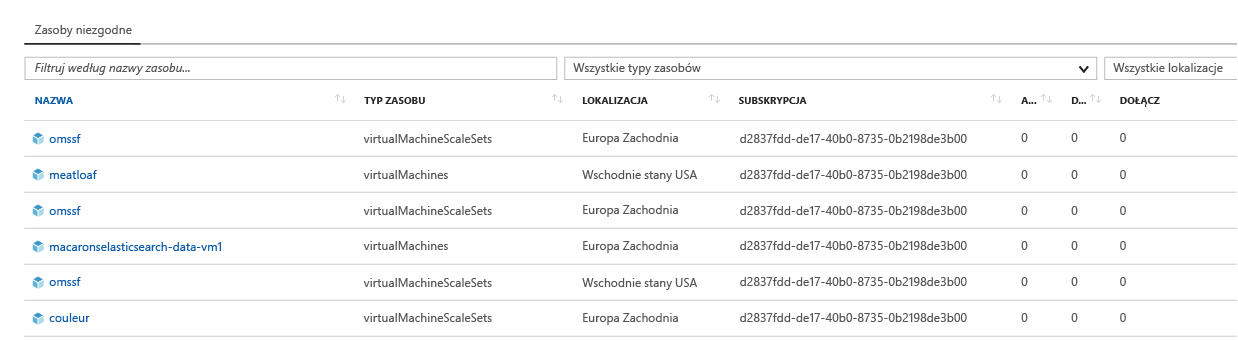 Zasoby niezgodne
Filtruj według nazwy zasobu... Wszystkie typy zasobów Wszystkie lokalizacje
NAZWA TYP ZASOBU LOKALIZACJA SUBSKRYPCJA A... D... DOŁĄCZ
omssf virtualMachineScaleSets Europa Zachodnia d2837fdd-de17-40b0-8735-0b2198de3b00 0 0 0
meatloaf virtualMachines Wschodnie stany USA d2837fdd-de17-40b0-8735-0b2198de3b00 0 0 0
omssf virtualMachineScaleSets Europa Zachodnia d2837fdd-de17-40b0-8735-0b2198de3b00 0 0 0
macaronselasticsearch-data-vm1 virtualMachines Europa Zachodnia d2837fdd-de17-40b0-8735-0b2198de3b00 0 0 0
omssf virtualMachineScaleSets Wschodnie stany USA d2837fdd-de17-40b0-8735-0b2198de3b00 0 0 0
couleur virtualMachineScaleSets Europa Zachodnia d2837fdd-de17-40b0-8735-0b2198de3b00 0 0 0